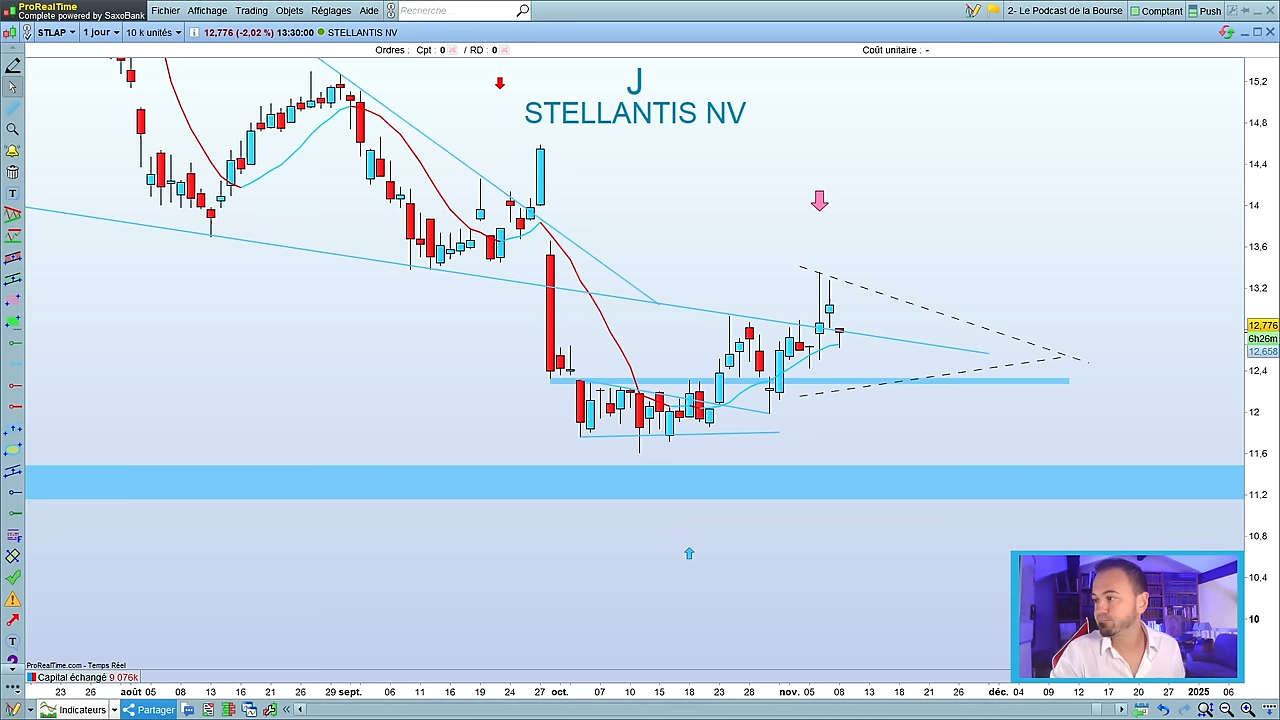 ProRealTime
Complete powered by SaxoBank
Fichier Affichage Trading Objets Réglages Aide
Recherche...
2- Le Podcast de la Bourse
Comptant
Push
STLAP
1 jour
10 k unités
12,776 (-2,02 %) 13:30:00
STELLANTIS NV
Ordres : Cpt : 0 / RD : 0
Coût unitaire : -
J
STELLANTIS NV
15,2
14,8
14,4
14
13,6
13,2
12,776
6h26m
12,658
12,4
12
11,6
11,2
10,8
10,4
10
ProRealTime.com - Temps Réel
Capital échangé 9 076k
23 26 août 05 08 13 16 21 26 29 sept. 06 11 16 19 24 27 oct. 07 10 15 18 23 28 nov. 05 08 13 18 21 26 29 déc. 04 09 12 17 20 27 2025 06
Indicateurs
Partager